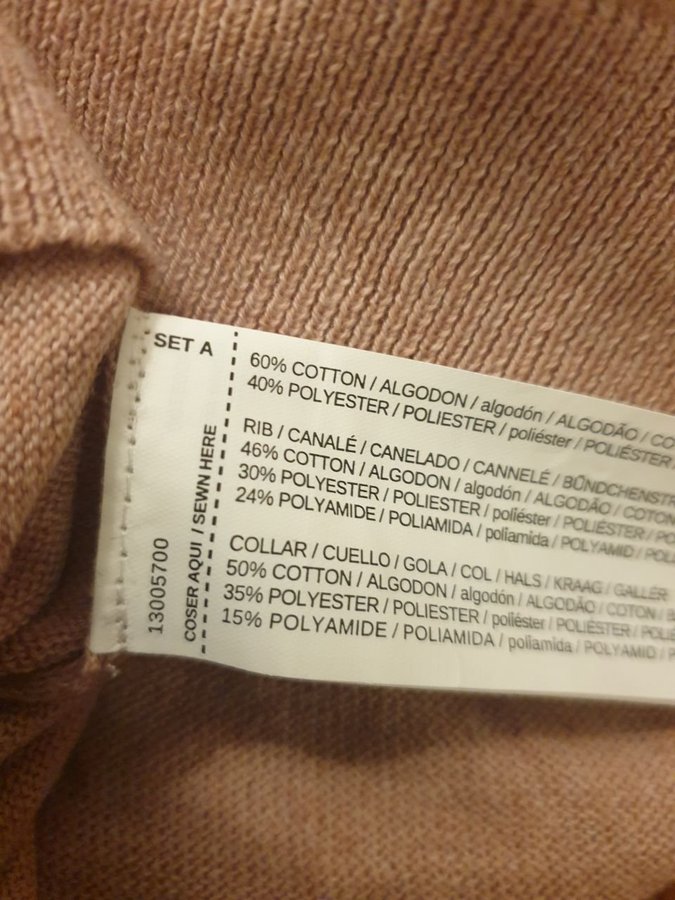 SET A
13005700
COSER AQUI / SEWN HERE
60% COTTON / ALGODON / algodón / ALGODÃO / CO
40% POLYESTER / POLIESTER / poliéster / POLIÉSTER
RIB / CANALÉ / CANELADO / CANNELÉ / BÜNDCHENSTR
46% COTTON / ALGODON / algodón / ALGODÃO / COTON
30% POLYESTER / POLIESTER / poliéster / POLIÉSTER / PO
24% POLYAMIDE / POLIAMIDA / poliamida / POLYAMID / POLI
COLLAR / CUELLO / GOLA / COL / HALS / KRAAG / GALLER
50% COTTON / ALGODON / algodón / ALGODÃO / COTON / B
35% POLYESTER / POLIESTER / poliéster / POLIÉSTER / POLIE
15% POLYAMIDE / POLIAMIDA / poliamida / POLYAMID / P